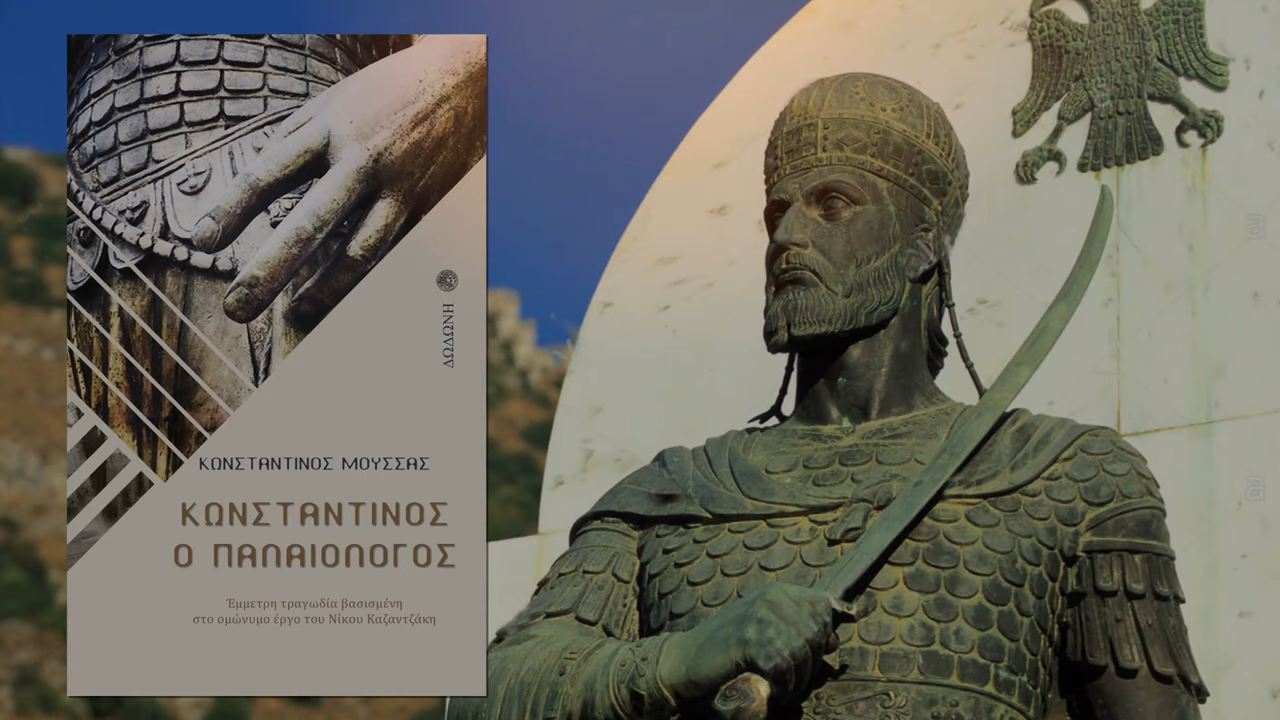 ΔΩΔΩΝΗ
ΚΩΝΣΤΑΝΤΙΝΟΣ ΜΟΥΣΣΑΣ
ΚΩΝΣΤΑΝΤΙΝΟΣ
Ο ΠΑΛΑΙΟΛΟΓΟΣ
Έμμετρη τραγωδία βασισμένη
στο ομώνυμο έργο του Νίκου Καζαντζάκη
a
a